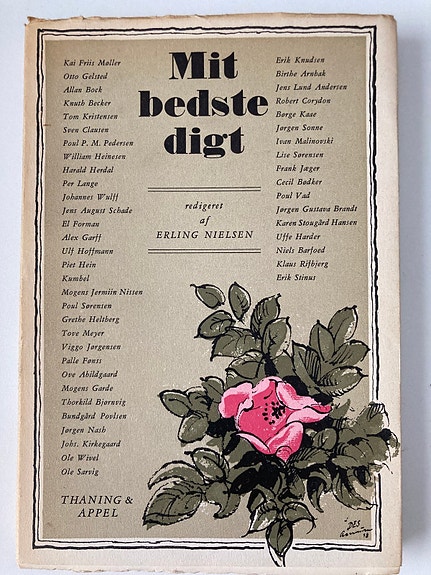 Mit
bedste
digt
redigeret
af
ERLING NIELSEN
Kai Friis Møller
Otto Gelsted
Allan Bock
Knuth Becker
Tom Kristensen
Sven Clausen
Poul P. M. Pedersen
William Heinesen
Harald Herdal
Per Lange
Johannes Wulff
Jens August Schade
El Forman
Alex Garff
Ulf Hoffmann
Piet Hein
Kumbel
Mogens Jermiin Nissen
Poul Sørensen
Grethe Heltberg
Tove Meyer
Viggo Jørgensen
Palle Fønss
Ove Abildgaard
Mogens Garde
Thorkild Bjørnvig
Bundgård Povlsen
Jørgen Nash
Johs. Kirkegaard
Ole Wivel
Ole Sarvig
Erik Knudsen
Birthe Arnbak
Jens Lund Andersen
Robert Corydon
Børge Kaae
Jørgen Sonne
Ivan Malinovski
Lise Sørensen
Frank Jæger
Cecil Bødker
Poul Vad
Jørgen Gustava Brandt
Karen Stougård Hansen
Uffe Harder
Niels Barfoed
Klaus Rifbjerg
Erik Stinus
THANING &
APPEL